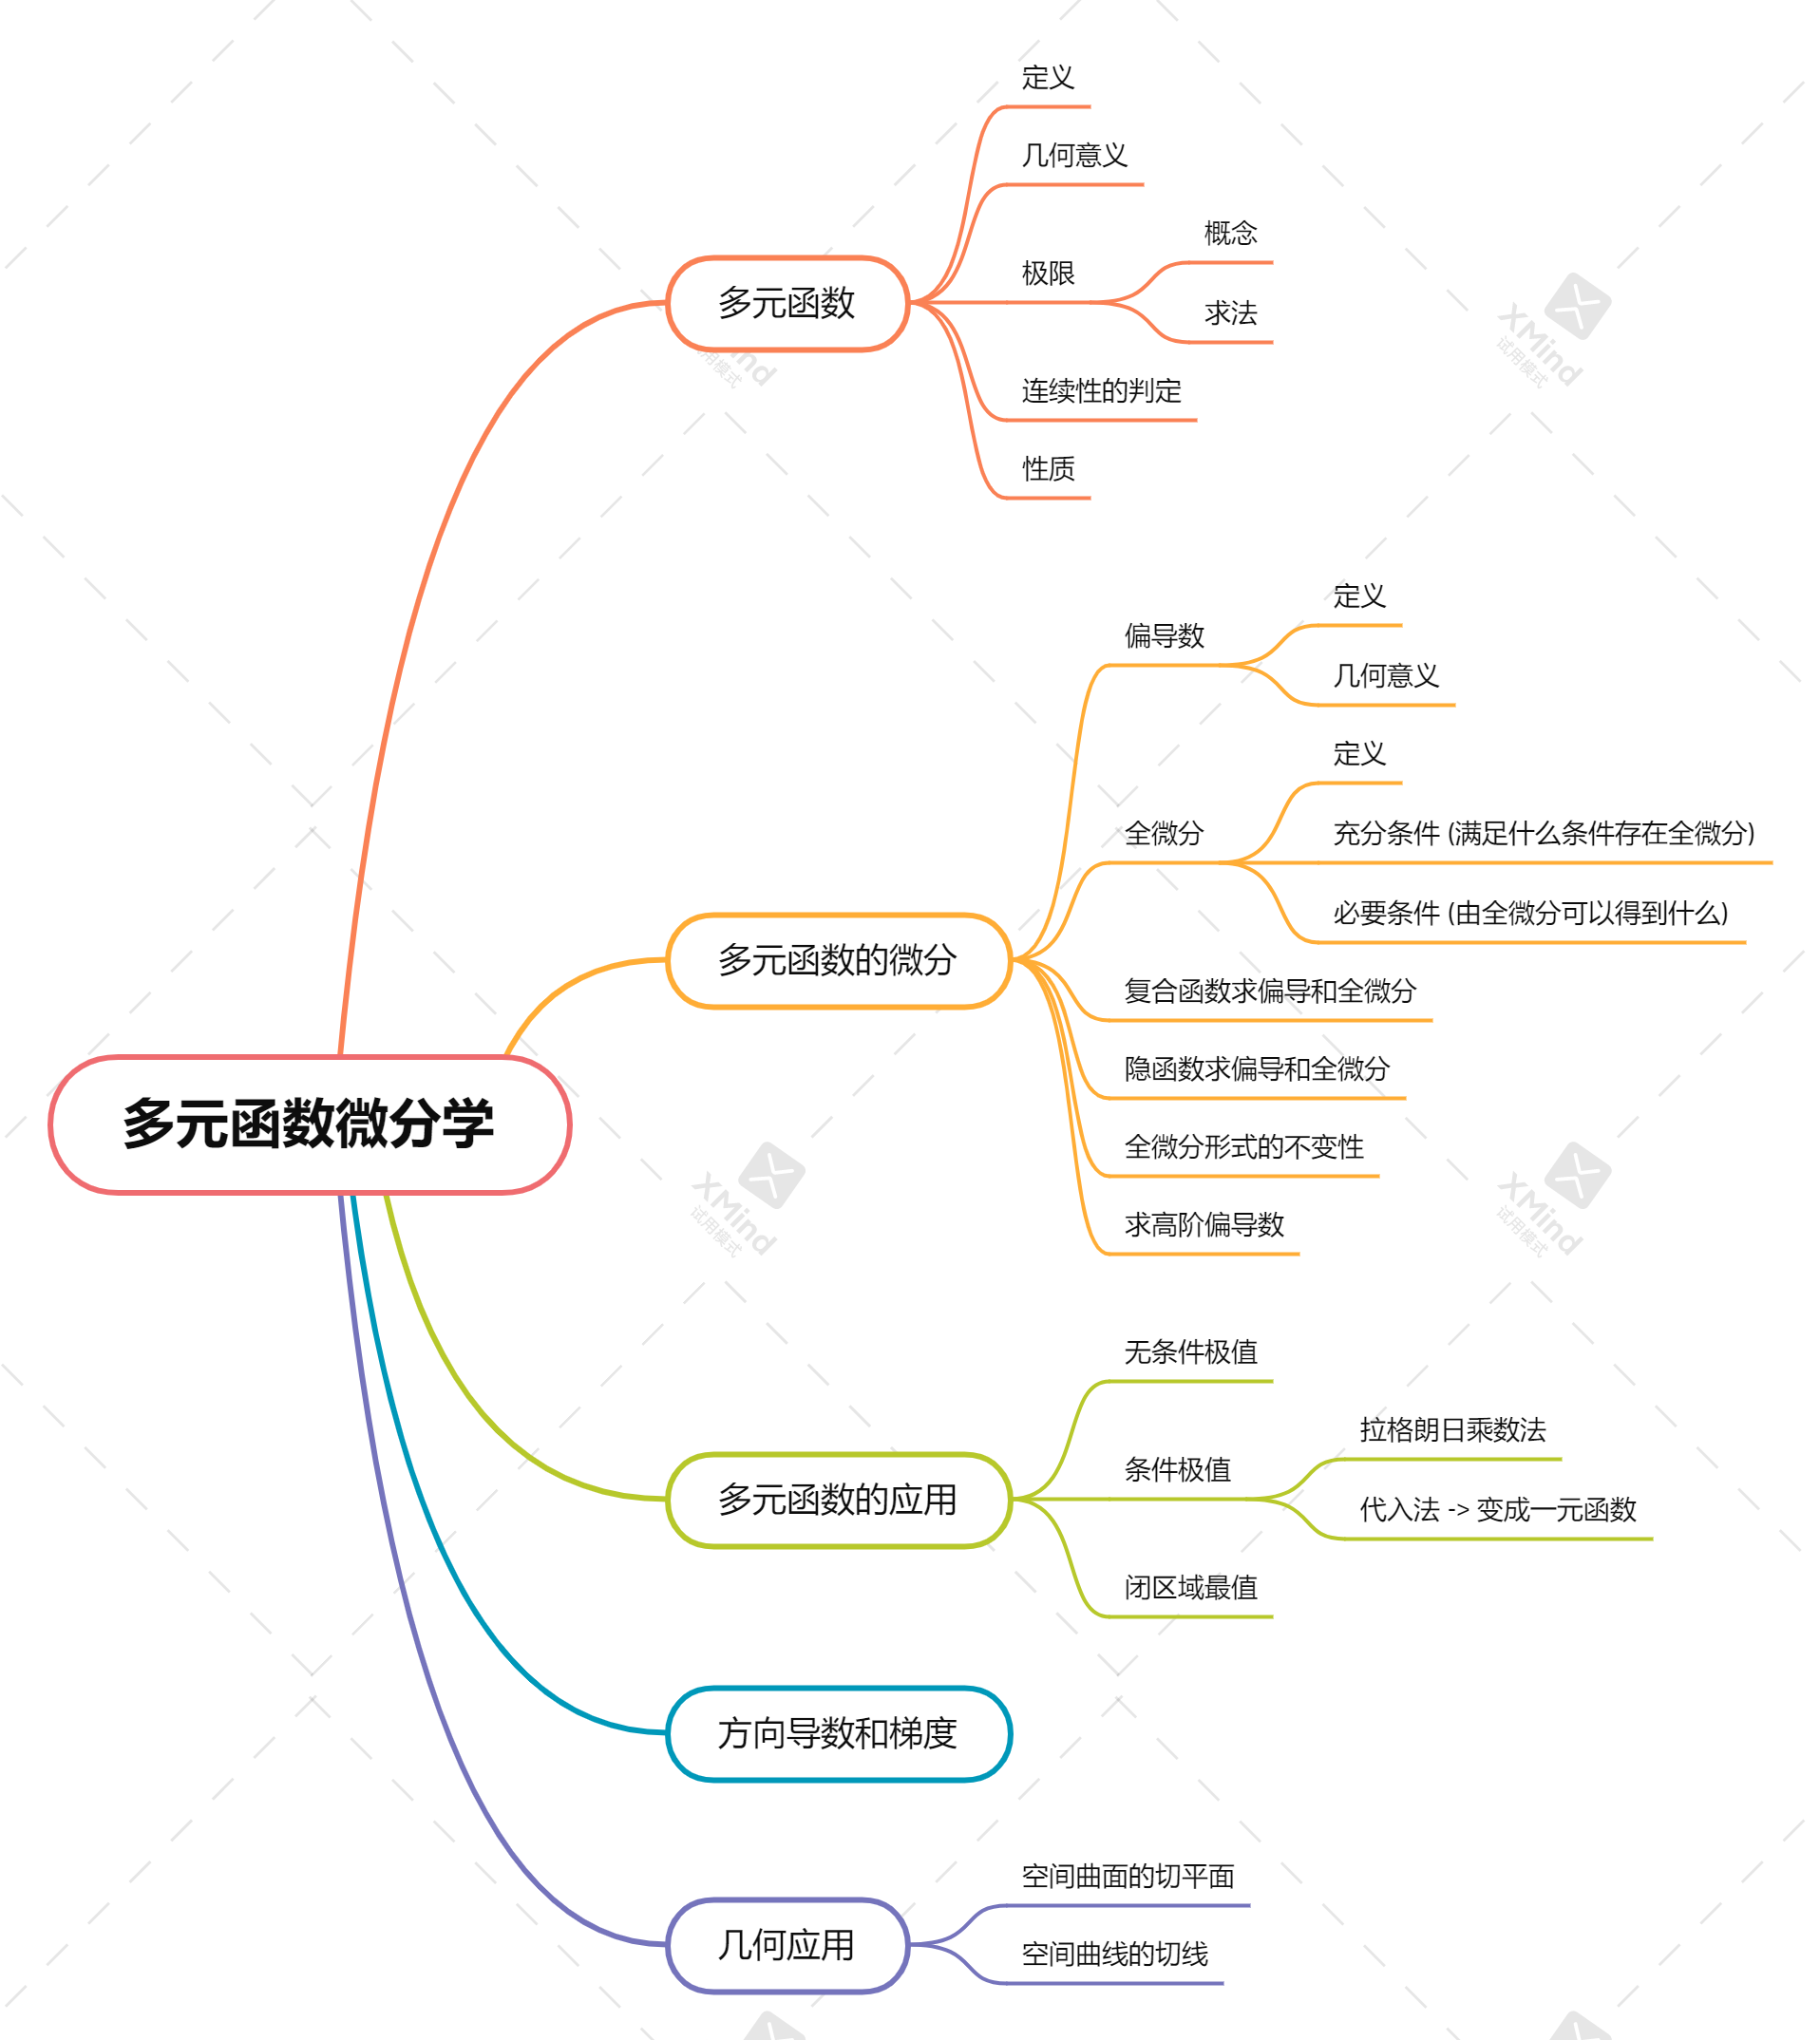 定义
几何意义
概念
极限
求法
多元函数
连续性的判定
性质
定义
偏导数
几何意义
定义
全微分
充分条件 (满足什么条件存在全微分)
必要条件 (由全微分可以得到什么)
多元函数的微分
复合函数求偏导和全微分
隐函数求偏导和全微分
全微分形式的不变性
求高阶偏导数
多元函数微分学
无条件极值
拉格朗日乘数法
条件极值
代入法 -> 变成一元函数
多元函数的应用
闭区域最值
方向导数和梯度
空间曲面的切平面
几何应用
空间曲线的切线
XMind
试用模式
XMind
试用模式
XMind
试用模式